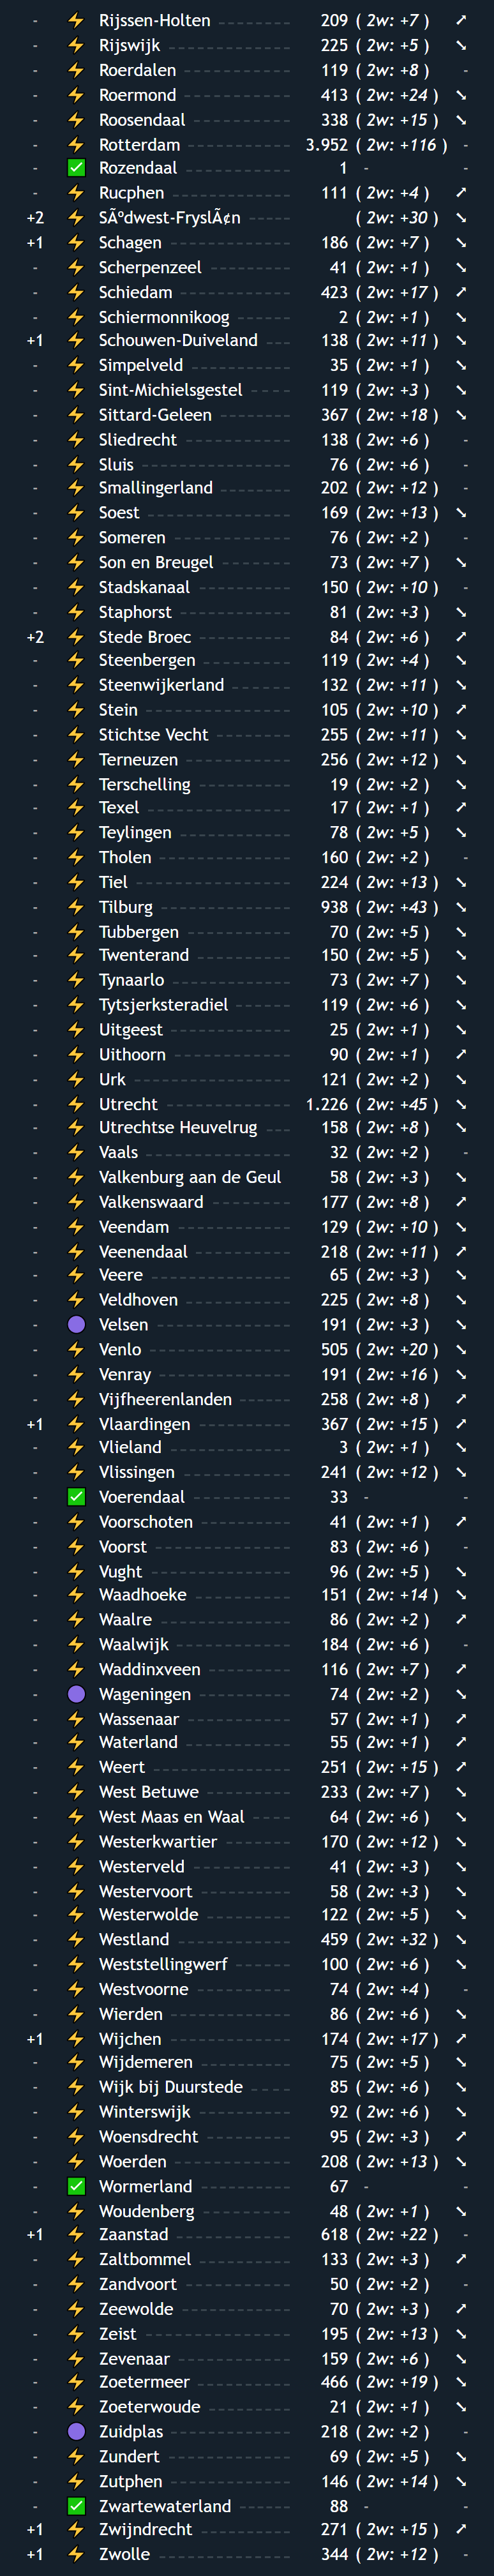 - ⚡ Rijssen-Holten 209 ( 2w: +7 ) ⤢
- ⚡ Rijswijk 225 ( 2w: +5 ) ⤡
- ⚡ Roerdalen 119 ( 2w: +8 ) -
- ⚡ Roermond 413 ( 2w: +24 ) ⤡
- ⚡ Roosendaal 338 ( 2w: +15 ) ⤡
- ⚡ Rotterdam 3.952 ( 2w: +116 ) -
- ✅ Rozendaal 1 - -
- ⚡ Rucphen 111 ( 2w: +4 ) ⤢
+2 ⚡ SÃºdwest-FryslÃ¢n ( 2w: +30 ) ⤡
+1 ⚡ Schagen 186 ( 2w: +7 ) ⤡
- ⚡ Scherpenzeel 41 ( 2w: +1 ) ⤡
- ⚡ Schiedam 423 ( 2w: +17 ) ⤢
- ⚡ Schiermonnikoog 2 ( 2w: +1 ) ⤡
+1 ⚡ Schouwen-Duiveland 138 ( 2w: +11 ) ⤡
- ⚡ Simpelveld 35 ( 2w: +1 ) ⤡
- ⚡ Sint-Michielsgestel 119 ( 2w: +3 ) ⤡
- ⚡ Sittard-Geleen 367 ( 2w: +18 ) ⤡
- ⚡ Sliedrecht 138 ( 2w: +6 ) -
- ⚡ Sluis 76 ( 2w: +6 ) -
- ⚡ Smallingerland 202 ( 2w: +12 ) -
- ⚡ Soest 169 ( 2w: +13 ) ⤡
- ⚡ Someren 76 ( 2w: +2 ) -
- ⚡ Son en Breugel 73 ( 2w: +7 ) ⤡
- ⚡ Stadskanaal 150 ( 2w: +10 ) -
- ⚡ Staphorst 81 ( 2w: +3 ) ⤡
+2 ⚡ Stede Broec 84 ( 2w: +6 ) ⤢
- ⚡ Steenbergen 119 ( 2w: +4 ) ⤡
- ⚡ Steenwijkerland 132 ( 2w: +11 ) ⤡
- ⚡ Stein 105 ( 2w: +10 ) ⤢
- ⚡ Stichtse Vecht 255 ( 2w: +11 ) ⤡
- ⚡ Terneuzen 256 ( 2w: +12 ) ⤡
- ⚡ Terschelling 19 ( 2w: +2 ) ⤡
- ⚡ Texel 17 ( 2w: +1 ) ⤢
- ⚡ Teylingen 78 ( 2w: +5 ) ⤡
- ⚡ Tholen 160 ( 2w: +2 ) -
- ⚡ Tiel 224 ( 2w: +13 ) ⤡
- ⚡ Tilburg 938 ( 2w: +43 ) ⤡
- ⚡ Tubbergen 70 ( 2w: +5 ) ⤡
- ⚡ Twenterand 150 ( 2w: +5 ) ⤡
- ⚡ Tynaarlo 73 ( 2w: +7 ) ⤡
- ⚡ Tytsjerksteradiel 119 ( 2w: +6 ) ⤡
- ⚡ Uitgeest 25 ( 2w: +1 ) ⤡
- ⚡ Uithoorn 90 ( 2w: +1 ) ⤢
- ⚡ Urk 121 ( 2w: +2 ) ⤡
- ⚡ Utrecht 1.226 ( 2w: +45 ) ⤡
- ⚡ Utrechtse Heuvelrug 158 ( 2w: +8 ) ⤡
- ⚡ Vaals 32 ( 2w: +2 ) -
- ⚡ Valkenburg aan de Geul 58 ( 2w: +3 ) ⤡
- ⚡ Valkenswaard 177 ( 2w: +8 ) ⤢
- ⚡ Veendam 129 ( 2w: +10 ) ⤡
- ⚡ Veenendaal 218 ( 2w: +11 ) ⤢
- ⚡ Veere 65 ( 2w: +3 ) ⤡
- ⚡ Veldhoven 225 ( 2w: +8 ) ⤡
- 🟣 Velsen 191 ( 2w: +3 ) ⤡
- ⚡ Venlo 505 ( 2w: +20 ) ⤡
- ⚡ Venray 191 ( 2w: +16 ) ⤡
- ⚡ Vijfheerenlanden 258 ( 2w: +8 ) ⤢
+1 ⚡ Vlaardingen 367 ( 2w: +15 ) ⤢
- ⚡ Vlieland 3 ( 2w: +1 ) ⤡
- ⚡ Vlissingen 241 ( 2w: +12 ) ⤡
- ✅ Voerendaal 33 - -
- ⚡ Voorschoten 41 ( 2w: +1 ) ⤢
- ⚡ Voorst 83 ( 2w: +6 ) -
- ⚡ Vught 96 ( 2w: +5 ) ⤡
- ⚡ Waadhoeke 151 ( 2w: +14 ) ⤡
- ⚡ Waalre 86 ( 2w: +2 ) ⤢
- ⚡ Waalwijk 184 ( 2w: +6 ) -
- ⚡ Waddinxveen 116 ( 2w: +7 ) ⤢
- 🟣 Wageningen 74 ( 2w: +2 ) ⤡
- ⚡ Wassenaar 57 ( 2w: +1 ) ⤢
- ⚡ Waterland 55 ( 2w: +1 ) ⤢
- ⚡ Weert 251 ( 2w: +15 ) ⤢
- ⚡ West Betuwe 233 ( 2w: +7 ) ⤡
- ⚡ West Maas en Waal 64 ( 2w: +6 ) ⤡
- ⚡ Westerkwartier 170 ( 2w: +12 ) ⤡
- ⚡ Westerveld 41 ( 2w: +3 ) ⤡
- ⚡ Westervoort 58 ( 2w: +3 ) ⤡
- ⚡ Westerwolde 122 ( 2w: +5 ) ⤡
- ⚡ Westland 459 ( 2w: +32 ) ⤡
- ⚡ Weststellingwerf 100 ( 2w: +6 ) ⤡
- ⚡ Westvoorne 74 ( 2w: +4 ) -
- ⚡ Wierden 86 ( 2w: +6 ) ⤡
+1 ⚡ Wijchen 174 ( 2w: +17 ) ⤢
- ⚡ Wijdemeren 75 ( 2w: +5 ) ⤡
- ⚡ Wijk bij Duurstede 85 ( 2w: +6 ) ⤡
- ⚡ Winterswijk 92 ( 2w: +6 ) ⤡
- ⚡ Woensdrecht 95 ( 2w: +3 ) ⤢
- ⚡ Woerden 208 ( 2w: +13 ) ⤡
- ✅ Wormerland 67 - -
- ⚡ Woudenberg 48 ( 2w: +1 ) ⤡
+1 ⚡ Zaanstad 618 ( 2w: +22 ) -
- ⚡ Zaltbommel 133 ( 2w: +3 ) ⤢
- ⚡ Zandvoort 50 ( 2w: +2 ) -
- ⚡ Zeewolde 70 ( 2w: +3 ) ⤢
- ⚡ Zeist 195 ( 2w: +13 ) ⤡
- ⚡ Zevenaar 159 ( 2w: +6 ) ⤡
- ⚡ Zoetermeer 466 ( 2w: +19 ) ⤡
- ⚡ Zoeterwoude 21 ( 2w: +1 ) ⤡
- 🟣 Zuidplas 218 ( 2w: +2 ) -
- ⚡ Zundert 69 ( 2w: +5 ) ⤡
- ⚡ Zutphen 146 ( 2w: +14 ) ⤡
- ✅ Zwartewaterland 88 - -
+1 ⚡ Zwijndrecht 271 ( 2w: +15 ) ⤢
+1 ⚡ Zwolle 344 ( 2w: +12 ) -